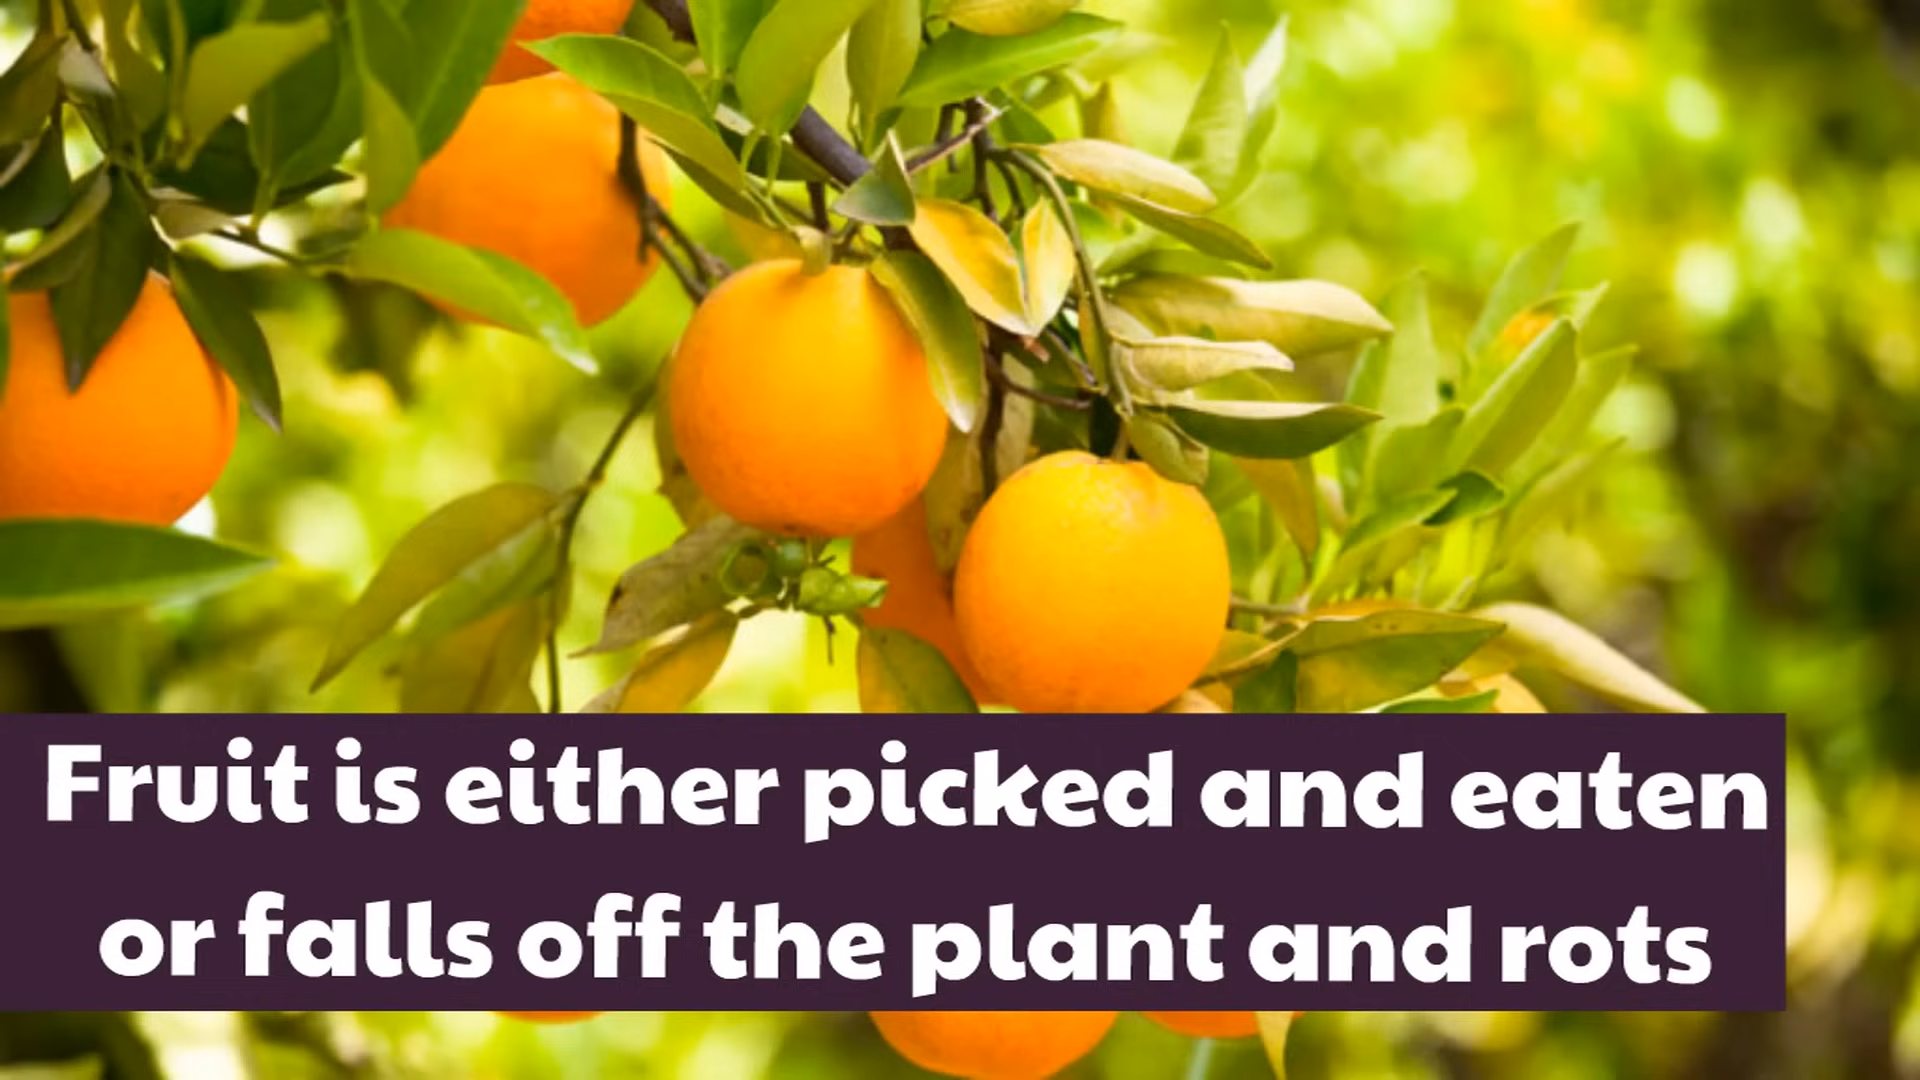 Fruit is either picked and eaten
or falls off the plant and rots